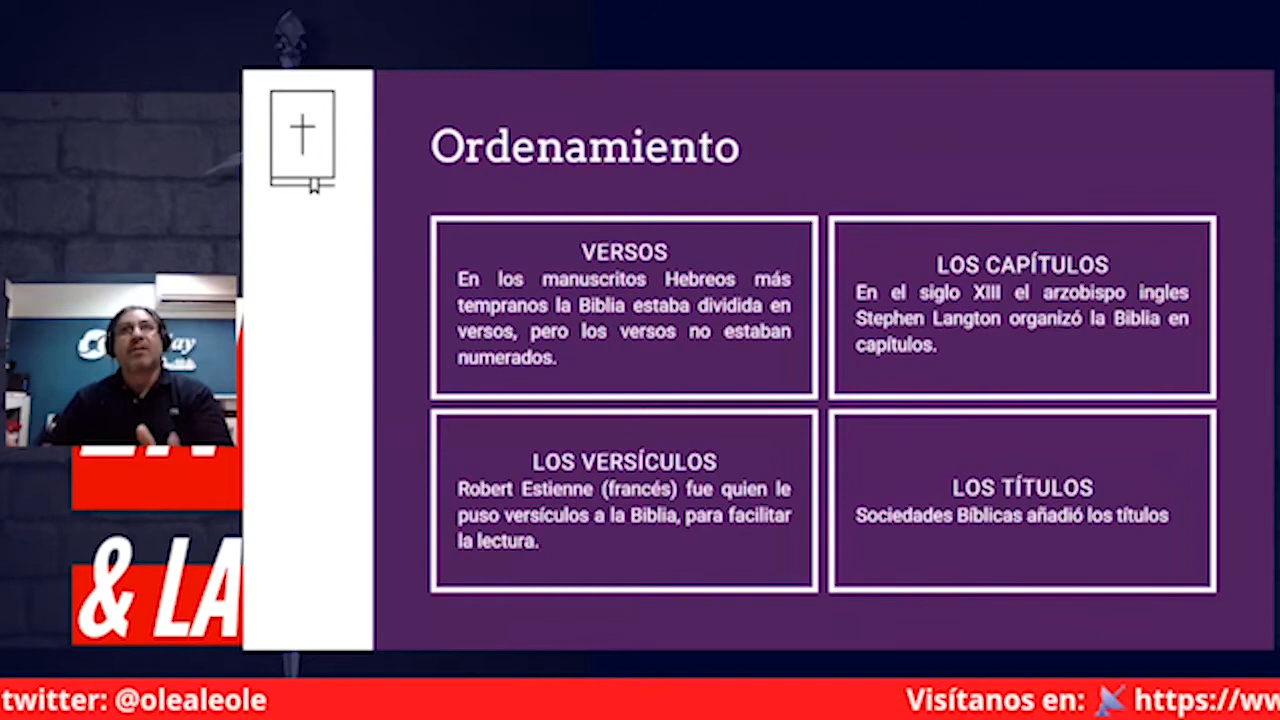 Ordenamiento
VERSOS
En los manuscritos Hebreos más
tempranos la Biblia estaba dividida en
versos, pero los versos no estaban
numerados.
LOS CAPÍTULOS
En el siglo XIII el arzobispo ingles
Stephen Langton organizó la Biblia en
capítulos.
LOS VERSÍCULOS
Robert Estienne (francés) fue quien le
puso versículos a la Biblia, para facilitar
la lectura.
LOS TÍTULOS
Sociedades Bíblicas añadió los títulos
& LA
twitter: @olealeole
Visítanos en: https://ww